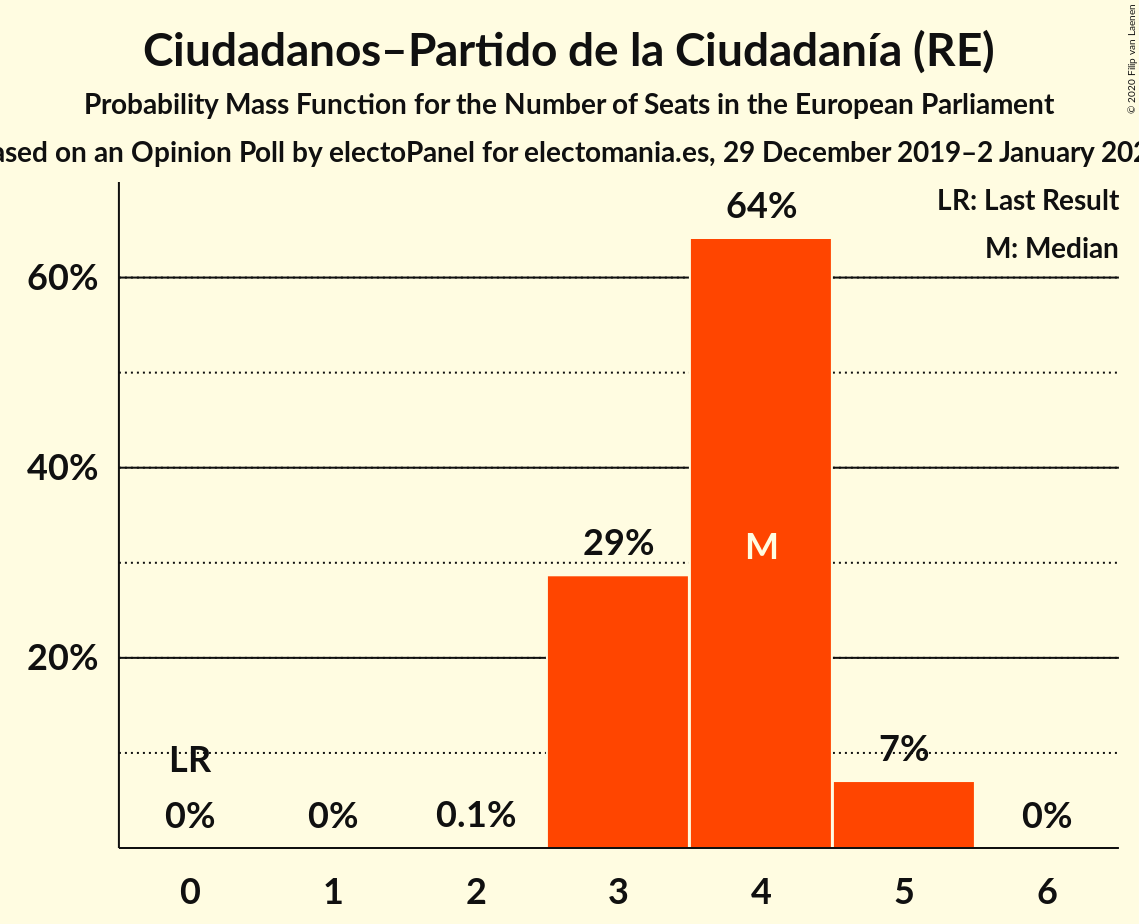 Ciudadanos–Partido de la Ciudadanía (RE)
Probability Mass Function for the Number of Seats in the European Parliament
on an Opinion Poll by electoPanel for electomania.es, 29 December 2019–2 January
© 2020 Filip van Laenen
LR: Last Result
M: Median
60%
40%
20%
64%
29%
M
7%
LR
0%
0%
0.1%
0%
0
1
2
3
4
5
6